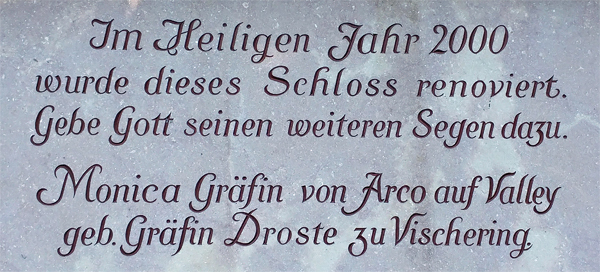 Im Heiligen Jahr 2000
wurde dieses Schloss renoviert.
Gebe Gott seinen weiteren Segen dazu.
Monica Gräfin von Arco auf Valley
geb. Gräfin Droste zu Vischering.